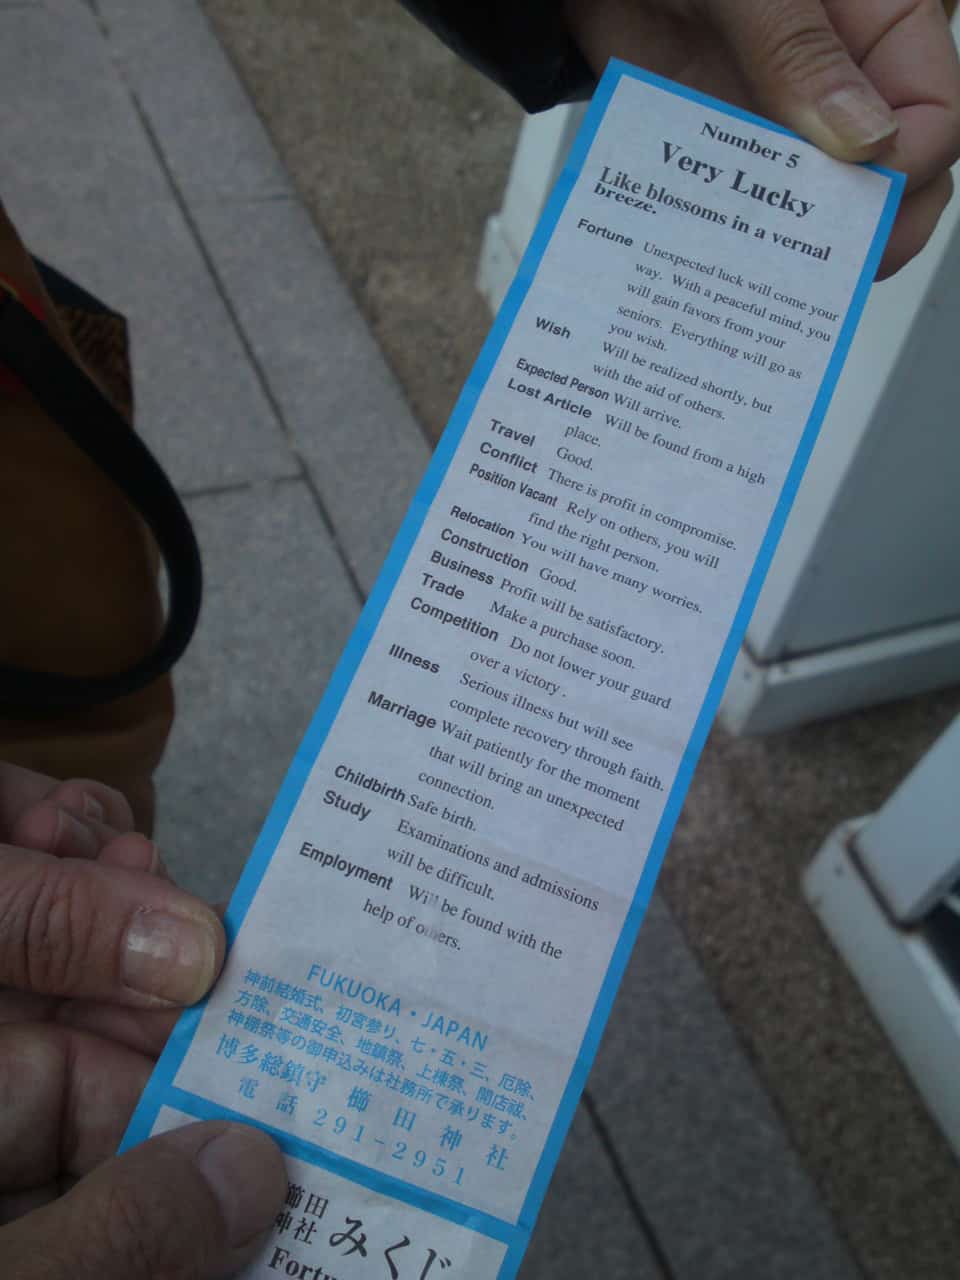 Number 5
Very Lucky
Like blossoms in a vernal
breeze.
Fortune Unexpected luck will come your
way. With a peaceful mind, you
will gain favors from your
seniors. Everything will go as
you wish.
Wish Will be realized shortly, but
with the aid of others.
Expected Person Will arrive.
Lost Article Will be found from a high
place.
Travel Good.
Conflict There is profit in compromise.
Position Vacant Rely on others, you will
find the right person.
Relocation You will have many worries.
Construction Good.
Business Profit will be satisfactory.
Trade Make a purchase soon.
Competition Do not lower your guard
over a victory.
Illness Serious illness but will see
complete recovery through faith.
Marriage Wait patiently for the moment
that will bring an unexpected
connection.
Childbirth Safe birth.
Study Examinations and admissions
will be difficult.
Employment Will be found with the
help of others.
FUKUOKA・JAPAN
神前結婚式、初宮参り、七・五・三、厄除、
方除、交通安全、地鎮祭、上棟祭、開店祓、
神棚祭等の御申込みは社務所で承ります。
博多総鎮守 櫛田神社
電話 291-2951
櫛田
神社 みくじ